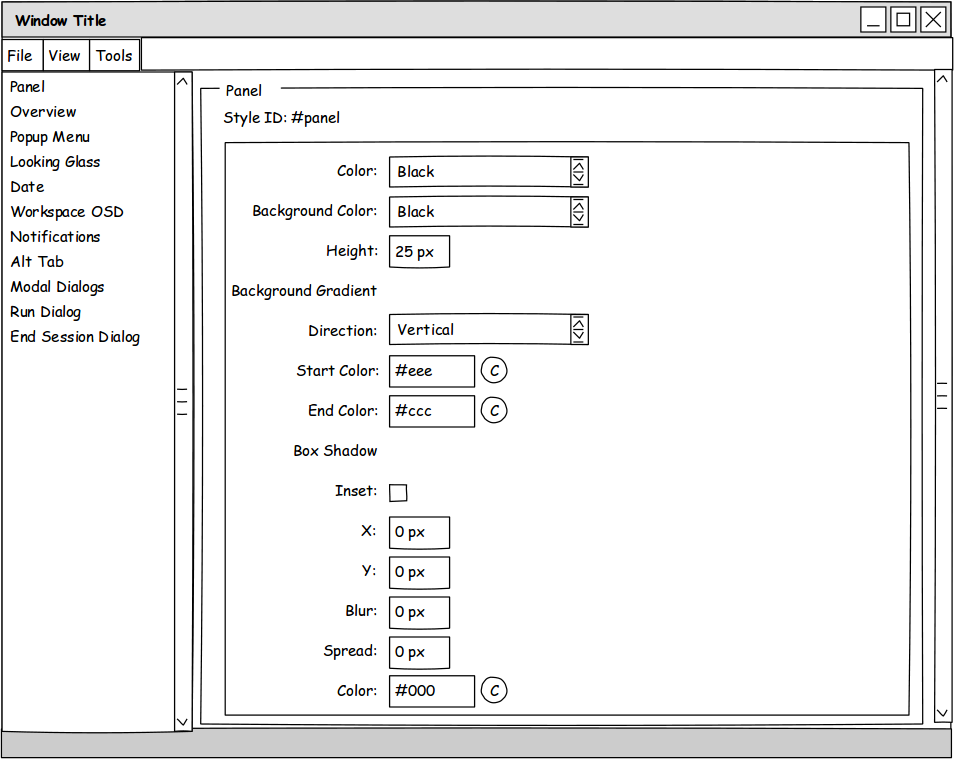 Window Title
File View Tools
Panel
Overview
Popup Menu
Looking Glass
Date
Workspace OSD
Notifications
Alt Tab
Modal Dialogs
Run Dialog
End Session Dialog
Panel
Style ID: #panel
Color: Black
Background Color: Black
Height: 25 px
Background Gradient
Direction: Vertical
Start Color: #eee C
End Color: #ccc C
Box Shadow
Inset:
X: 0 px
Y: 0 px
Blur: 0 px
Spread: 0 px
Color: #000 C